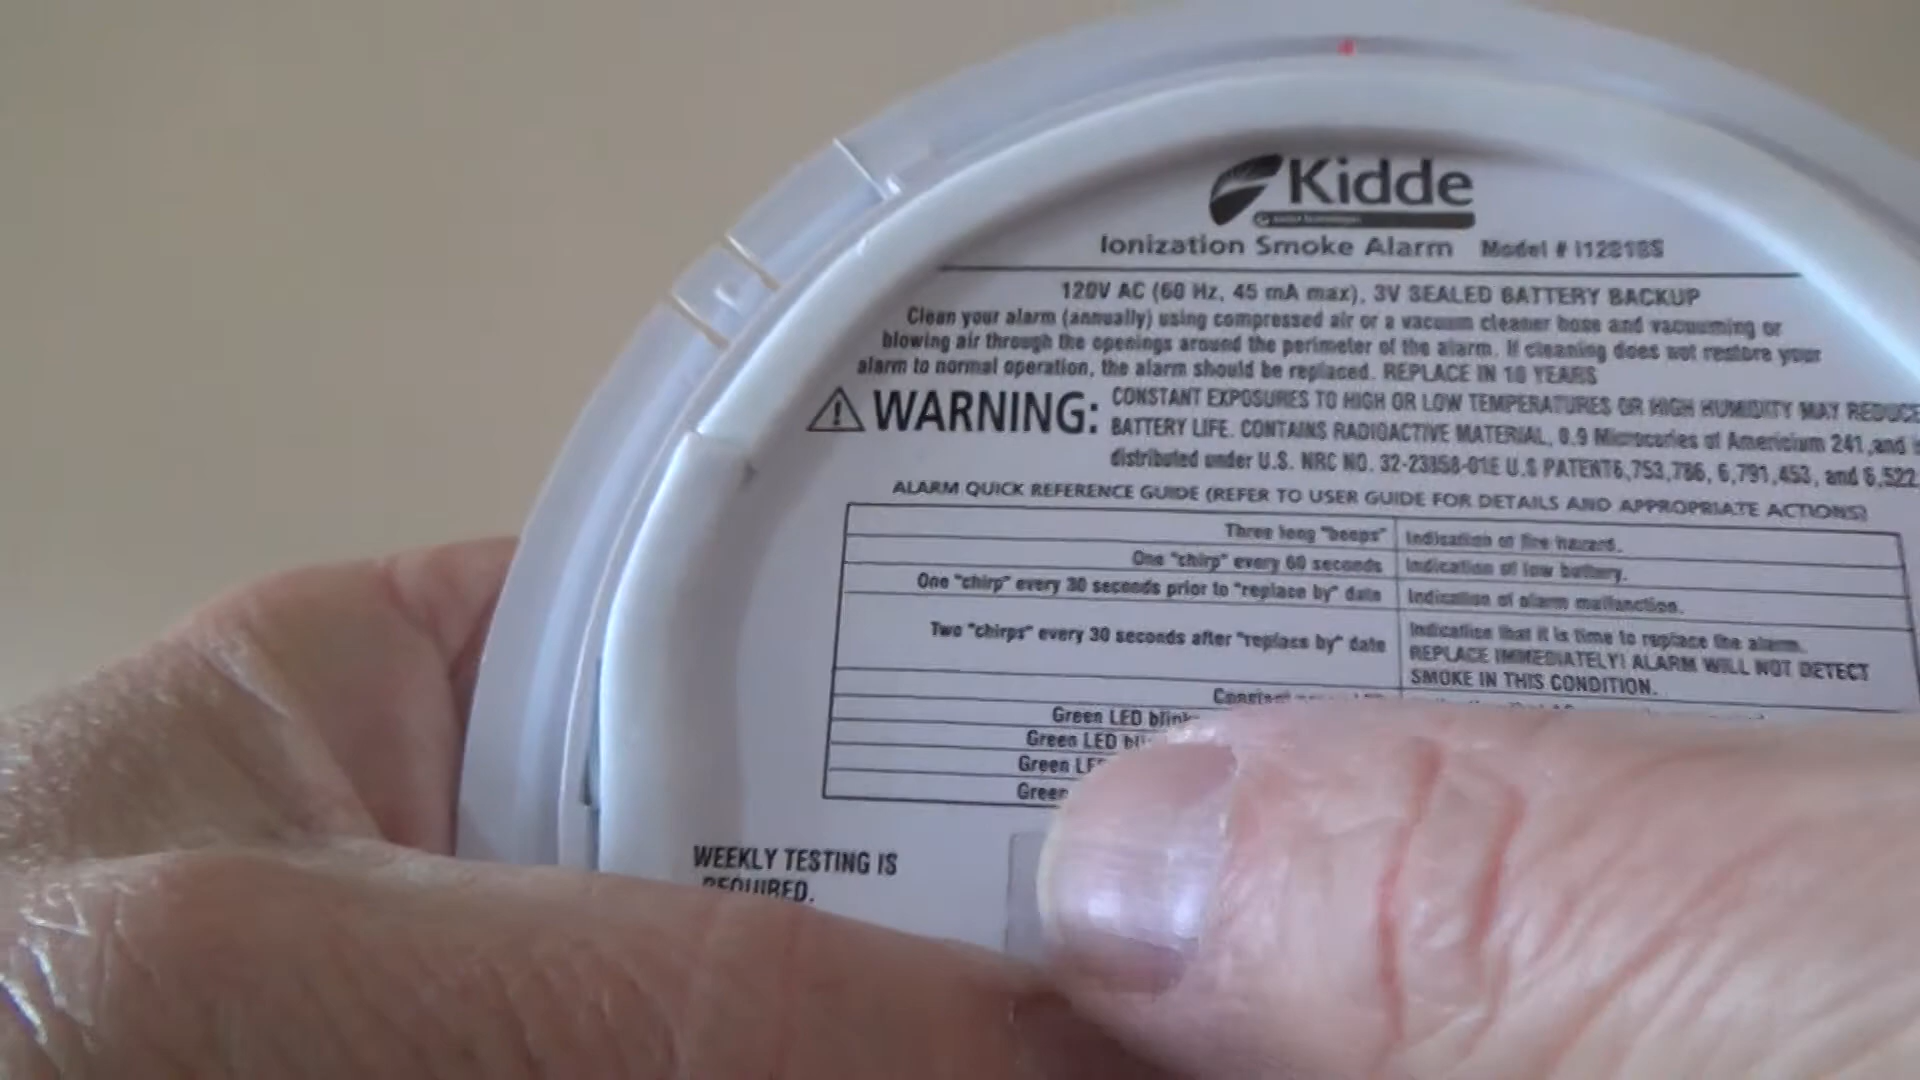 Kidde
Ionization Smoke Alarm Model # i12010S
120V AC (60 Hz, 45 mA max), 3V SEALED BATTERY BACKUP
Clean your alarm (annually) using compressed air or a vacuum cleaner hose and vacuuming or
blowing air through the openings around the perimeter of the alarm. If cleaning does not restore your
alarm to normal operation, the alarm should be replaced. REPLACE IN 10 YEARS
WARNING: CONSTANT EXPOSURES TO HIGH OR LOW TEMPERATURES OR HIGH HUMIDITY MAY REDUCE
BATTERY LIFE. CONTAINS RADIOACTIVE MATERIAL, 0.9 Microcuries of Americium 241,and
distributed under U.S. NRC NO. 32-23358-01E U.S PATENT6,753,786, 6,791,453, and 6,522
ALARM QUICK REFERENCE GUIDE (REFER TO USER GUIDE FOR DETAILS AND APPROPRIATE ACTIONS)
Three long "beeps" Indication of fire hazard.
One "chirp" every 60 seconds Indication of low battery.
One "chirp" every 30 seconds prior to "replace by" date Indication of alarm malfunction.
Two "chirps" every 30 seconds after "replace by" date Indication that it is time to replace the alarm.
REPLACE IMMEDIATELY! ALARM WILL NOT DETECT
SMOKE IN THIS CONDITION.
Green LED
Green LED
Green
Green
WEEKLY TESTING IS
REQUIRED.